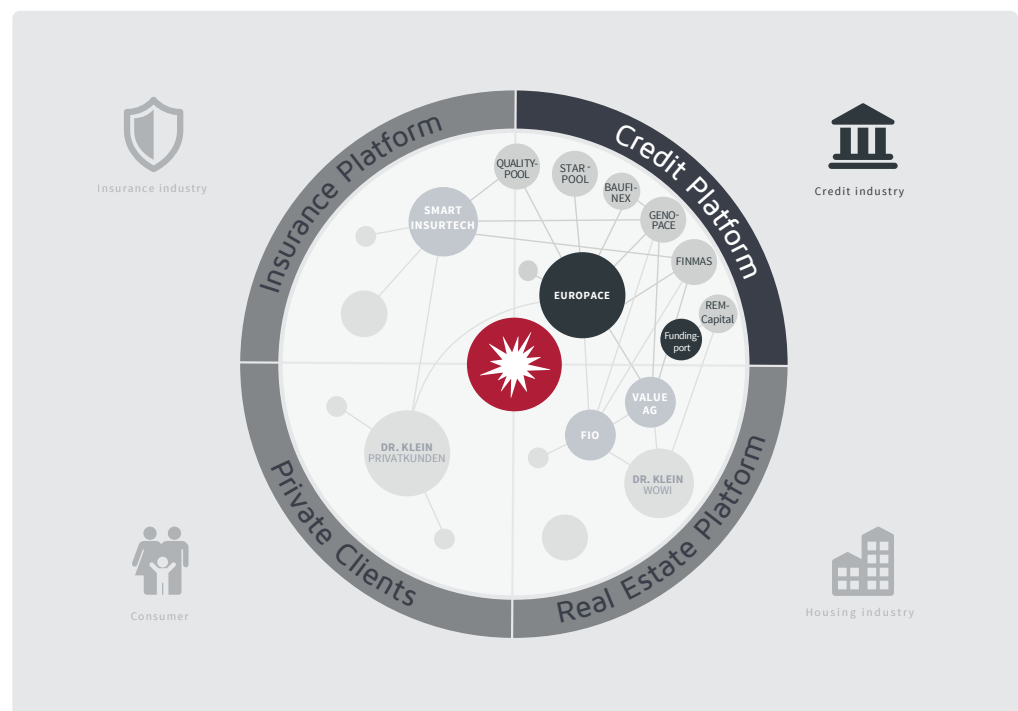 Insurance Platform
Credit Platform
Insurance industry
Credit industry
QUALITY-
POOL
STAR -
POOL
BAUFI-
NEX
GENO-
PACE
SMART
INSURTECH
FINMAS
EUROPACE
REM-
Capital
Funding-
port
VALUE
AG
FIO
DR. KLEIN
PRIVATKUNDEN
DR. KLEIN
WOWI
Private Clients
Real Estate Platform
Consumer
Housing industry